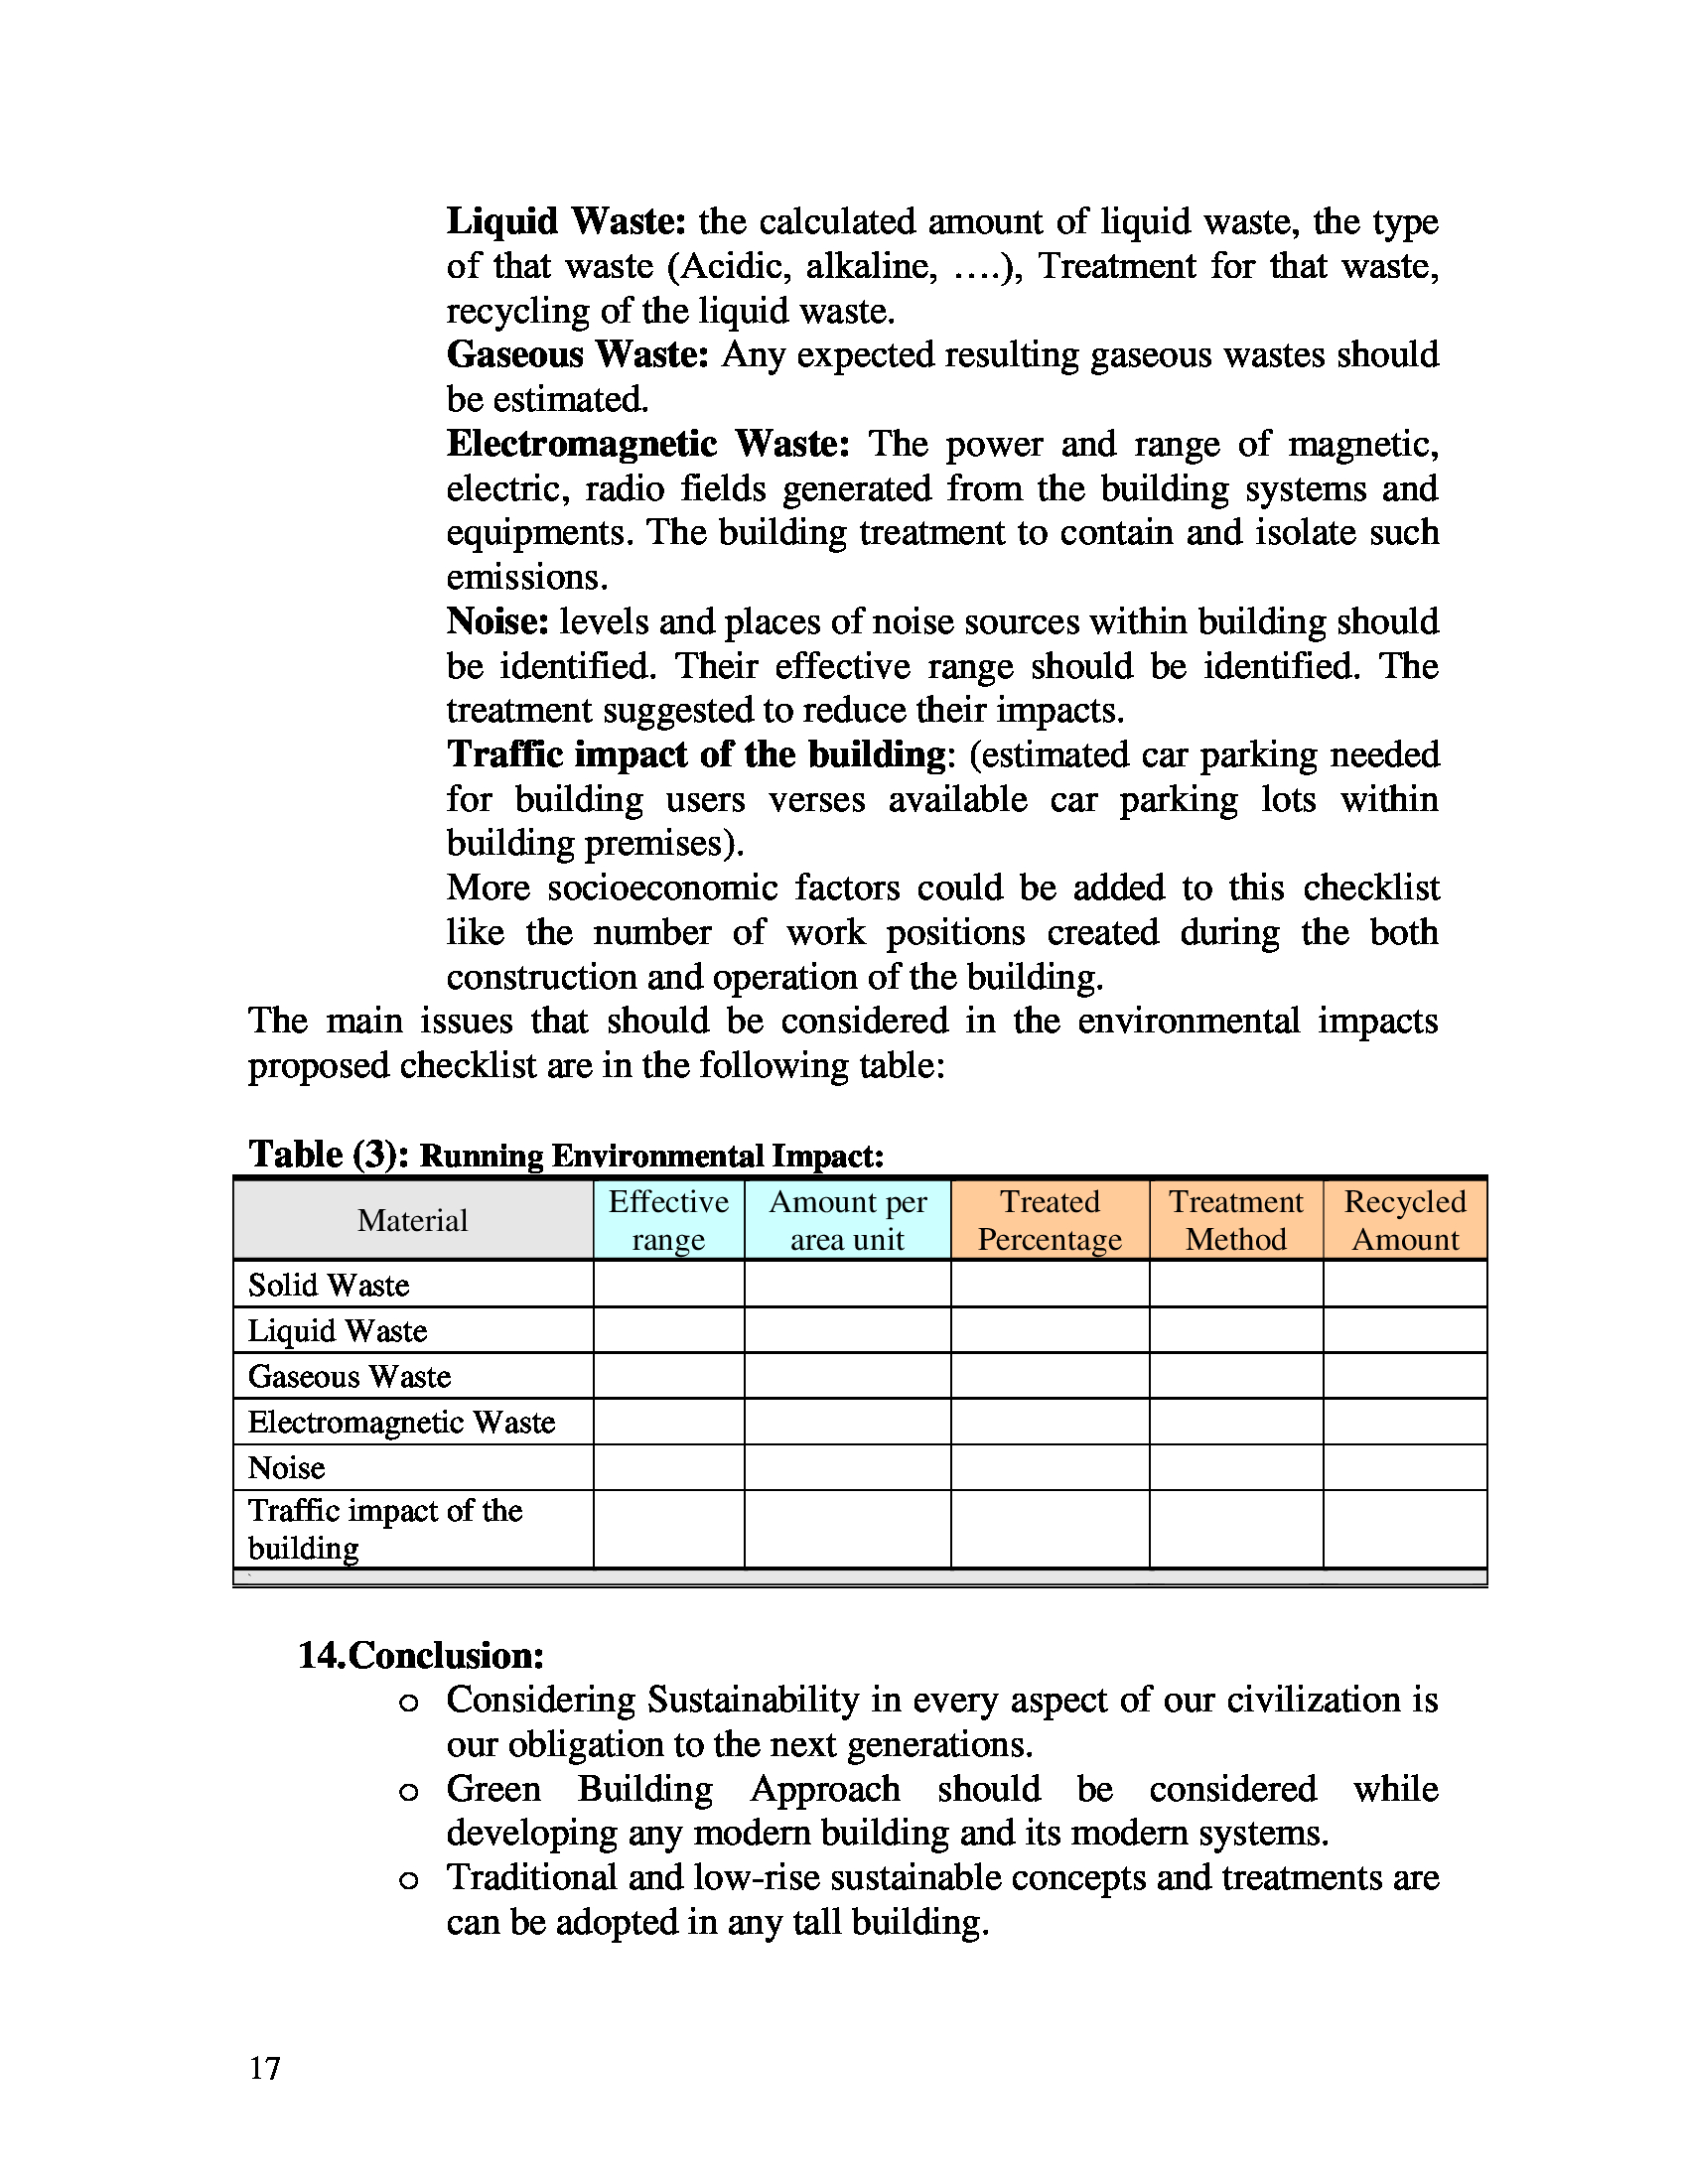 Liquid Waste: the calculated amount of liquid waste, the type
of that waste (Acidic, alkaline, ....), Treatment for that waste,
recycling of the liquid waste.
Gaseous Waste: Any expected resulting gaseous wastes should
be estimated.
Electromagnetic Waste: The power and range of magnetic,
electric, radio fields generated from the building systems and
equipments. The building treatment to contain and isolate such
emissions.
Noise: levels and places of noise sources within building should
be identified. Their effective range should be identified. The
treatment suggested to reduce their impacts.
Traffic impact of the building: (estimated car parking needed
for building users verses available car parking lots within
building premises).
More socioeconomic factors could be added to this checklist
like the number of work positions created during the both
construction and operation of the building.
The main issues that should be considered in the environmental impacts
proposed checklist are in the following table:
Table (3): Running Environmental Impact:
Material Effective range Amount per area unit Treated Percentage Treatment Method Recycled Amount
Solid Waste
Liquid Waste
Gaseous Waste
Electromagnetic Waste
Noise
Traffic impact of the
building
14.Conclusion:
o Considering Sustainability in every aspect of our civilization is
our obligation to the next generations.
o Green Building Approach should be considered while
developing any modern building and its modern systems.
o Traditional and low-rise sustainable concepts and treatments are
can be adopted in any tall building.
17